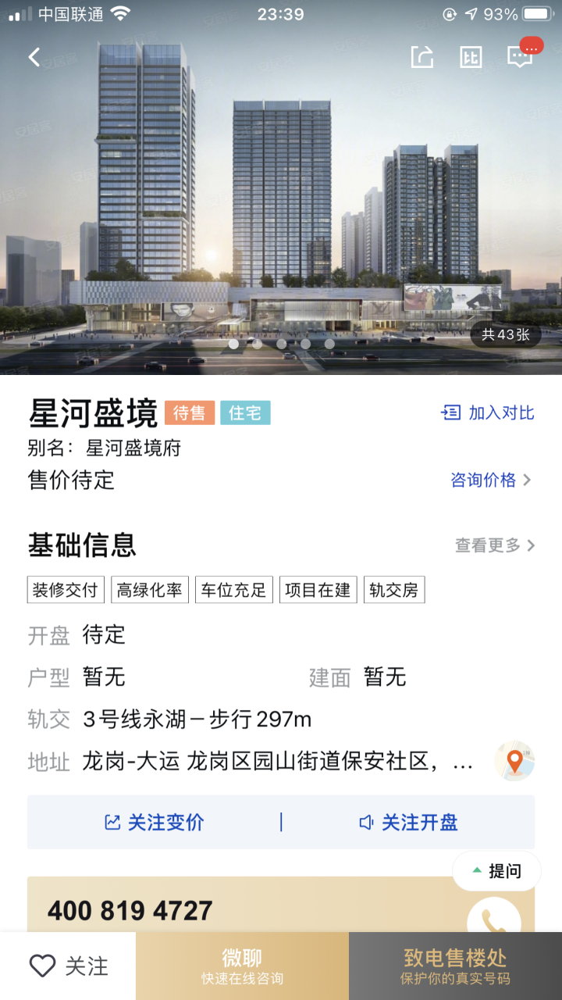 中国联通 23:39 93%
比 ...
共43张
星河盛境 待售 住宅 加入对比
别名：星河盛境府
售价待定 咨询价格
基础信息 查看更多
装修交付 高绿化率 车位充足 项目在建 轨交房
开盘 待定
户型 暂无 建面 暂无
轨交 3号线永湖－步行297m
地址 龙岗-大运 龙岗区园山街道保安社区，...
关注变价 | 关注开盘
提问
400 819 4727
关注 微聊 致电售楼处
快速在线咨询 保护你的真实号码